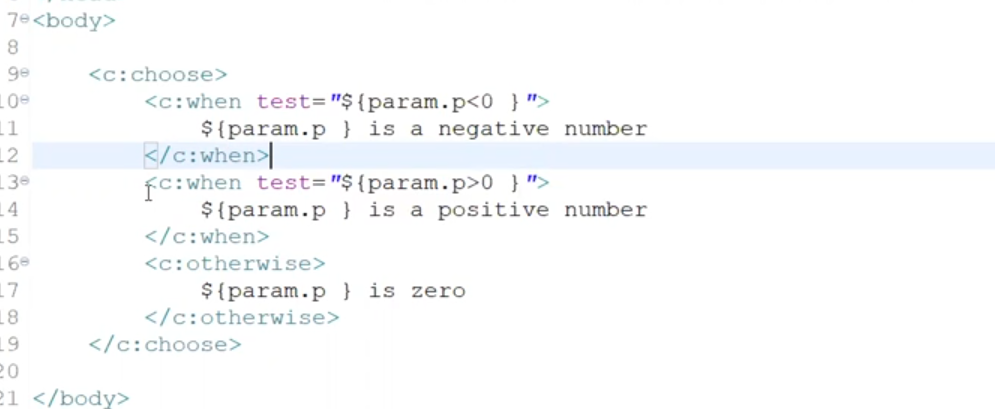 7 <body>
8
9     <c:choose>
10         <c:when test="${param.p<0 }">
11             ${param.p } is a negative number
12         </c:when>
13         <c:when test="${param.p>0 }">
14             ${param.p } is a positive number
15         </c:when>
16         <c:otherwise>
17             ${param.p } is zero
18         </c:otherwise>
19     </c:choose>
20
21 </body>